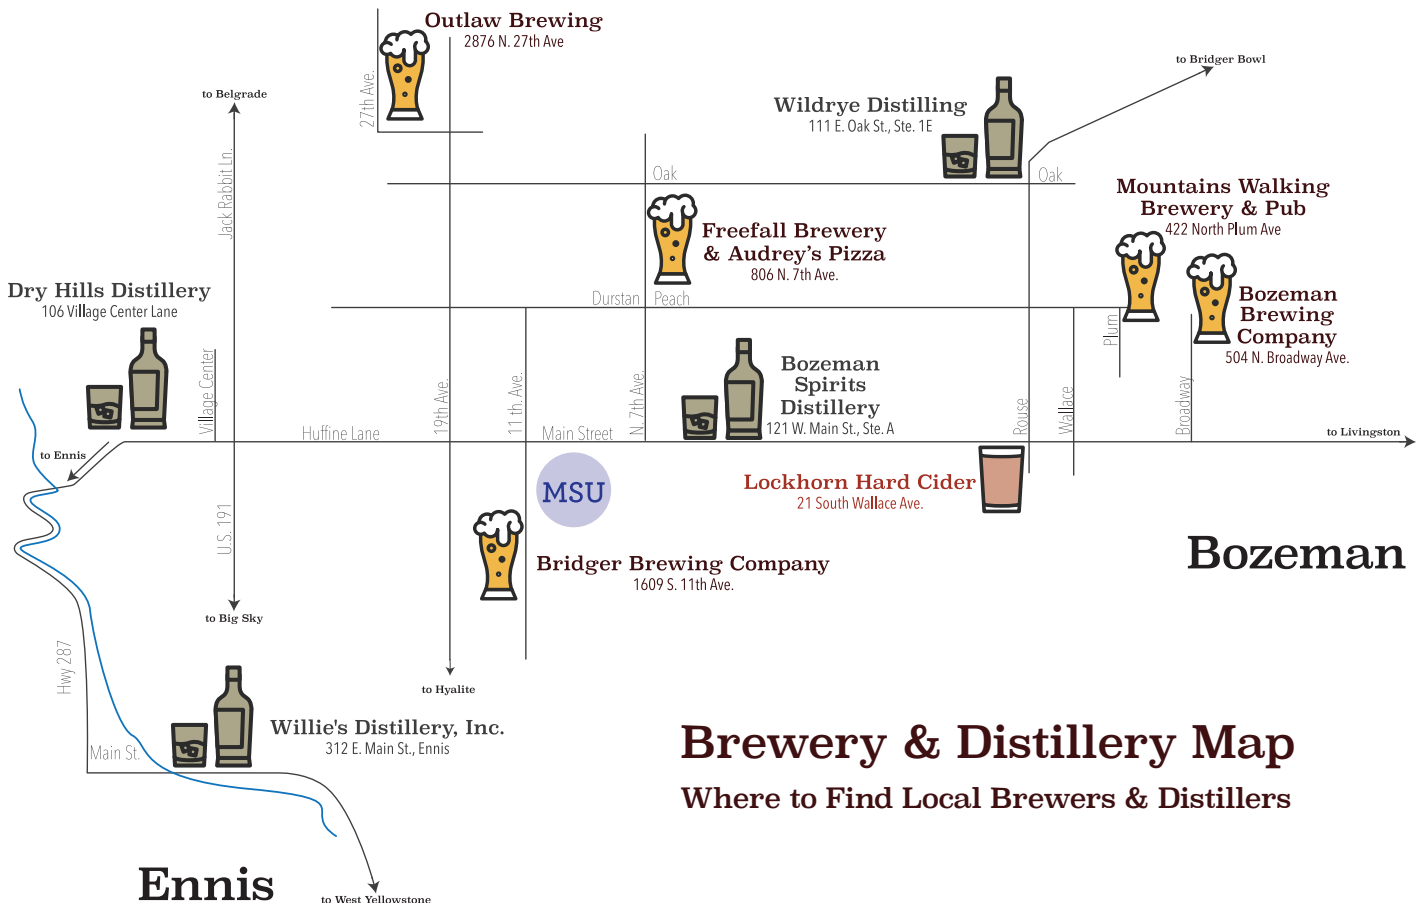 Outlaw Brewing
2876 N. 27th Ave
27th Ave.
to Bridger Bowl
to Belgrade
Wildrye Distilling
111 E. Oak St., Ste. 1E
Jack Rabbit Ln.
Oak
Oak
Mountains Walking
Brewery & Pub
422 North Plum Ave
Freefall Brewery
& Audrey's Pizza
806 N. 7th Ave.
Dry Hills Distillery
106 Village Center Lane
Durstan
Peach
Bozeman
Brewing
Company
504 N. Broadway Ave.
Plum
Village Center
19th Ave.
11 th. Ave.
N. 7th Ave.
Bozeman
Spirits
Distillery
121 W. Main St., Ste. A
Rouse
Wallace
Broadway
Huffine Lane
Main Street
to Livingston
to Ennis
MSU
Lockhorn Hard Cider
21 South Wallace Ave.
U.S. 191
Bozeman
Bridger Brewing Company
1609 S. 11th Ave.
to Big Sky
Hwy 287
to Hyalite
Willie's Distillery, Inc.
312 E. Main St., Ennis
Main St.
Brewery & Distillery Map
Where to Find Local Brewers & Distillers
Ennis
to West Yellowstone